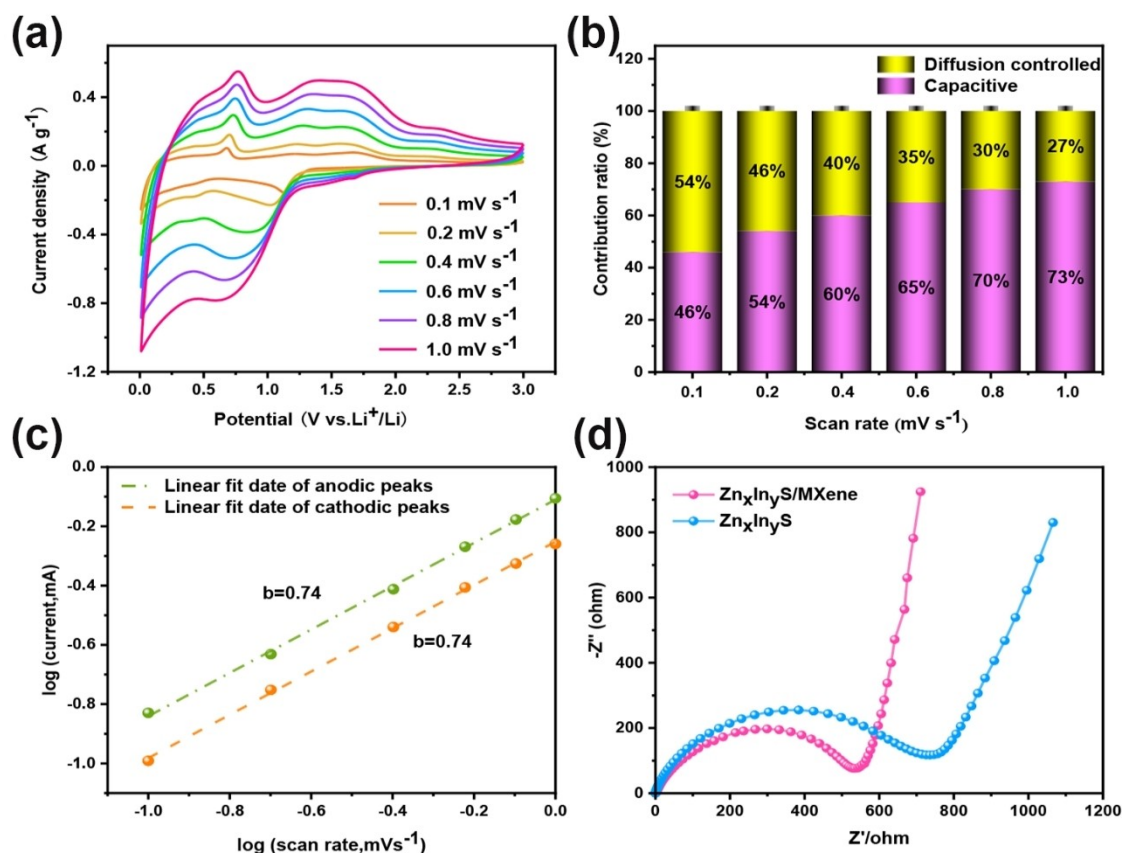 (a)
Current density (A g⁻¹)
0.4
0.0
-0.4
-0.8
-1.2
0.1 mV s⁻¹
0.2 mV s⁻¹
0.4 mV s⁻¹
0.6 mV s⁻¹
0.8 mV s⁻¹
1.0 mV s⁻¹
0.0 0.5 1.0 1.5 2.0 2.5 3.0
Potential (V vs.Li⁺/Li)
(b)
Contribution ratio (%)
120
100
80
60
40
20
0
Diffusion controlled
Capacitive
54% 46% 40% 35% 30% 27%
46% 54% 60% 65% 70% 73%
0.1 0.2 0.4 0.6 0.8 1.0
Scan rate (mV s⁻¹)
(c)
log (current,mA)
0.0
-0.2
-0.4
-0.6
-0.8
-1.0
Linear fit date of anodic peaks
Linear fit date of cathodic peaks
b=0.74
b=0.74
-1.0 -0.8 -0.6 -0.4 -0.2 0.0
log (scan rate,mVs⁻¹)
(d)
-Z'' (ohm)
1000
800
600
400
200
0
ZnxInyS/MXene
ZnxInyS
0 200 400 600 800 1000 1200
Z'/ohm